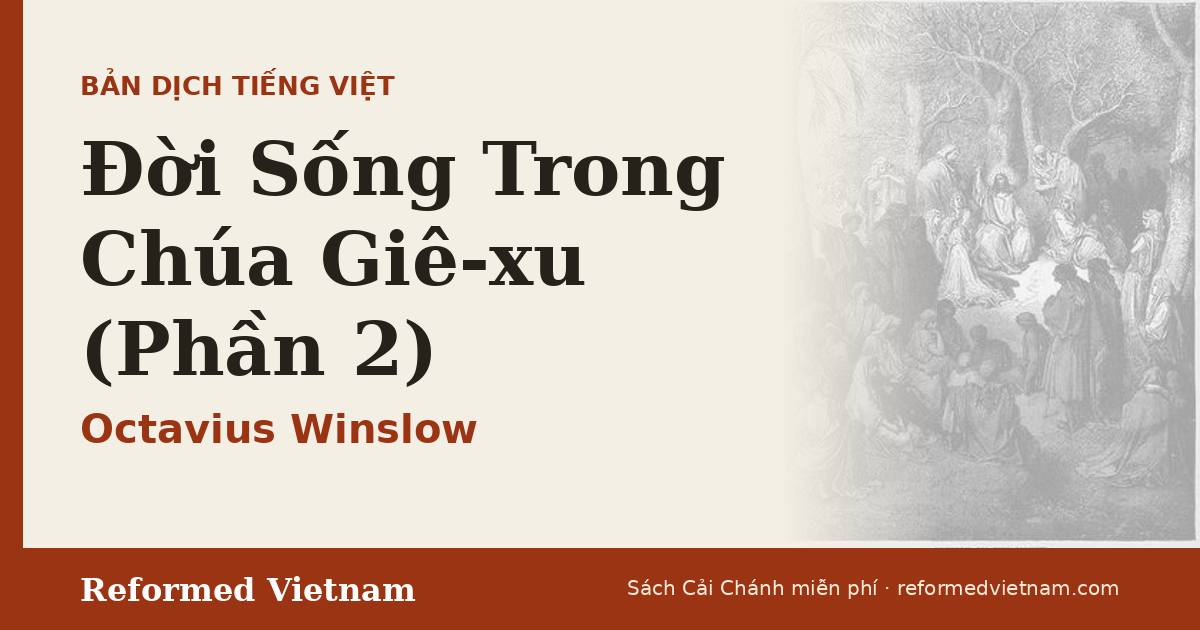 BẢN DỊCH TIẾNG VIỆT
Đời Sống Trong
Chúa Giê-xu
(Phần 2)
Octavius Winslow
Reformed Vietnam
Sách Cải Chánh miễn phí · reformedvietnam.com